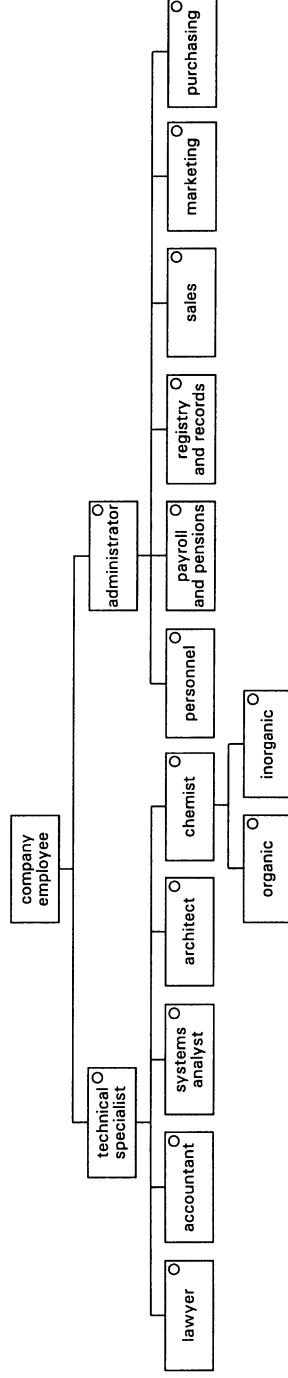 company
employee
technical
specialist
administrator
lawyer
accountant
systems
analyst
architect
chemist
personnel
payroll
and pensions
registry
and records
sales
marketing
purchasing
organic
inorganic